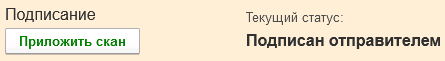 Подписание
Приложить скан
Текущий статус:
Подписан отправителем